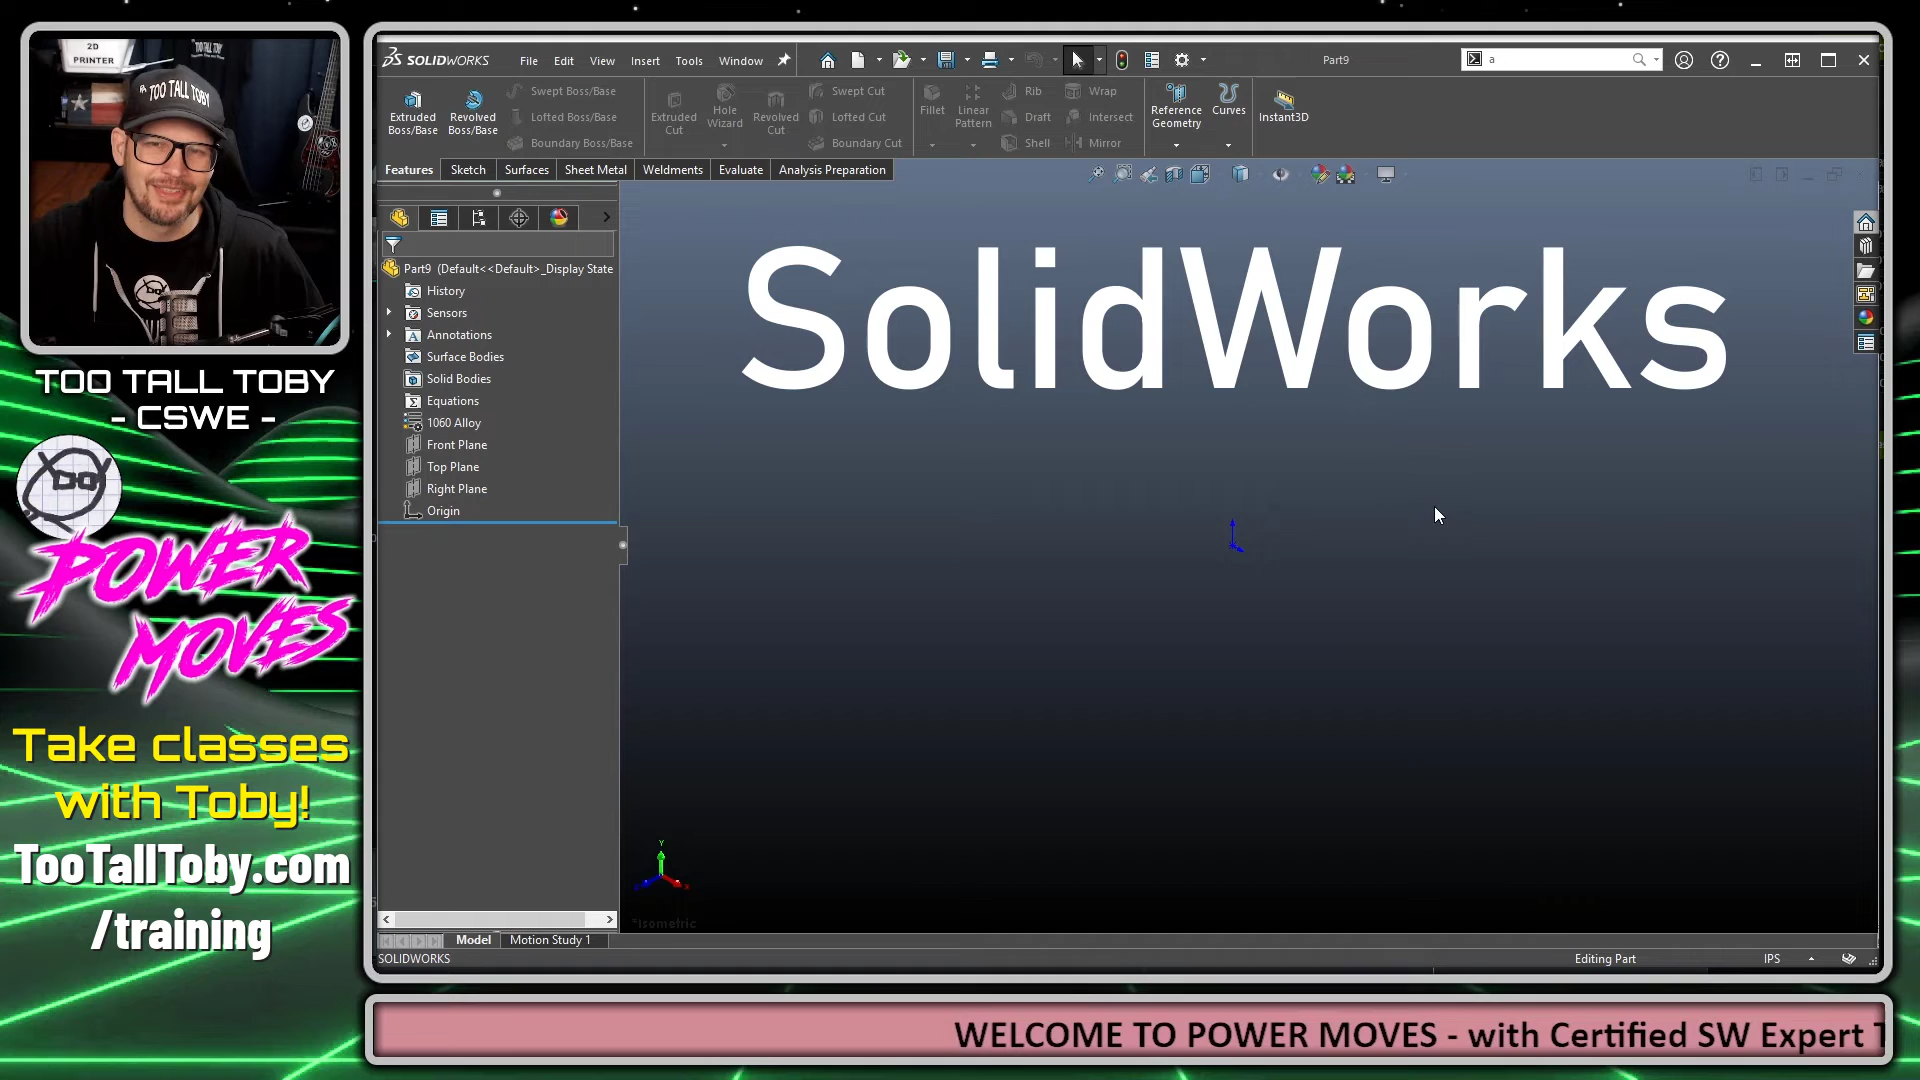 2D
PRINTER
TOO TALL TOBY
TOO TALL TOBY
- CSWE -
POWER
MOVES
Take classes
with Toby!
TooTallToby.com
/training
SOLIDWORKS
File Edit View Insert Tools Window
Part9
a
Extruded Boss/Base
Revolved Boss/Base
Swept Boss/Base
Lofted Boss/Base
Boundary Boss/Base
Extruded Cut
Hole Wizard
Revolved Cut
Swept Cut
Lofted Cut
Boundary Cut
Fillet
Linear Pattern
Rib
Draft
Shell
Wrap
Intersect
Mirror
Reference Geometry
Curves
Instant3D
Features Sketch Surfaces Sheet Metal Weldments Evaluate Analysis Preparation
Part9 (Default<<Default>_Display State
History
Sensors
Annotations
Surface Bodies
Solid Bodies
Equations
1060 Alloy
Front Plane
Top Plane
Right Plane
Origin
SolidWorks
Y
X
*Isometric
Model Motion Study 1
SOLIDWORKS
Editing Part
IPS
WELCOME TO POWER MOVES - with Certified SW Expert T